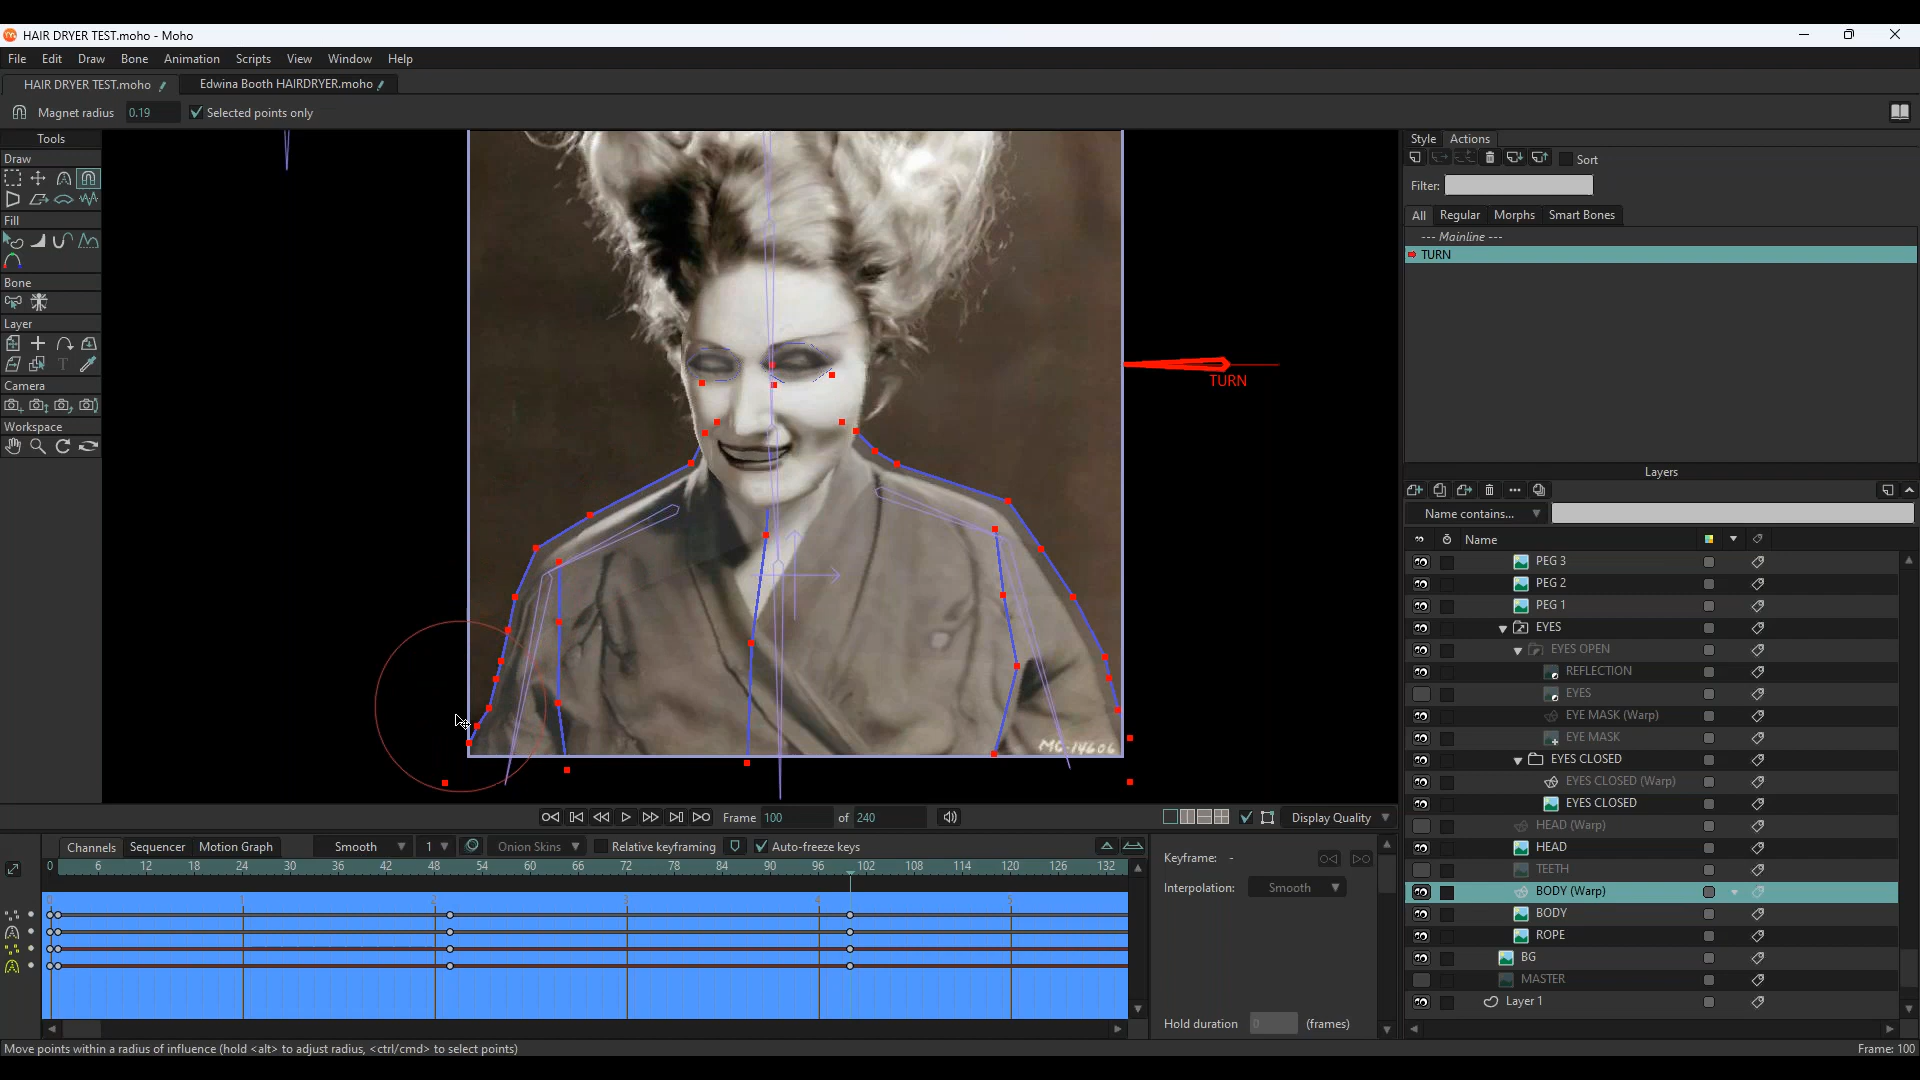 HAIR DRYER TEST.moho - Moho
File Edit Draw Bone Animation Scripts View Window Help
HAIR DRYER TEST.moho Edwina Booth HAIRDRYER.moho
Magnet radius 0.19 Selected points only
Tools
Style Actions
Draw
Sort
Filter:
All Regular Morphs Smart Bones
Fill
--- Mainline ---
TURN
Bone
Layer
TURN
Camera
Workspace
Layers
Name contains...
Name
PEG 3
PEG 2
PEG 1
EYES
EYES OPEN
REFLECTION
EYES
EYE MASK (Warp)
EYE MASK
MG-14606
EYES CLOSED
EYES CLOSED (Warp)
EYES CLOSED
Frame 100 of 240 Display Quality
HEAD (Warp)
Channels Sequencer Motion Graph Smooth 1 Onion Skins Relative keyframing Auto-freeze keys
HEAD
0 6 12 18 24 30 36 42 48 54 60 66 72 78 84 90 96 102 108 114 120 126 132
Keyframe: -
TEETH
Interpolation: Smooth
BODY (Warp)
0 1 2 3 4 5
BODY
ROPE
BG
MASTER
Layer 1
Hold duration 0 (frames)
Move points within a radius of influence (hold <alt> to adjust radius, <ctrl/cmd> to select points)
Frame: 100